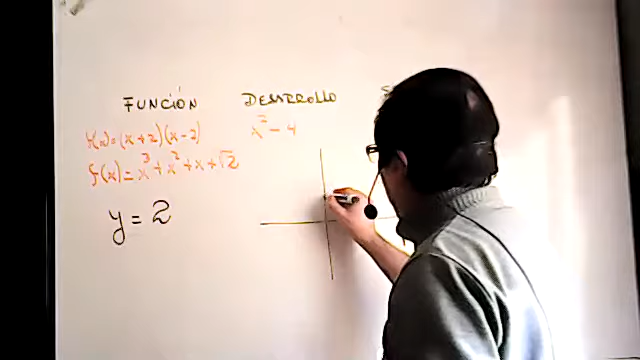 FUNCIÓN DESARROLLO S
f(x)=(x+2)(x-2) x²-4
f(x)=x³+x²+x+√2
y=2